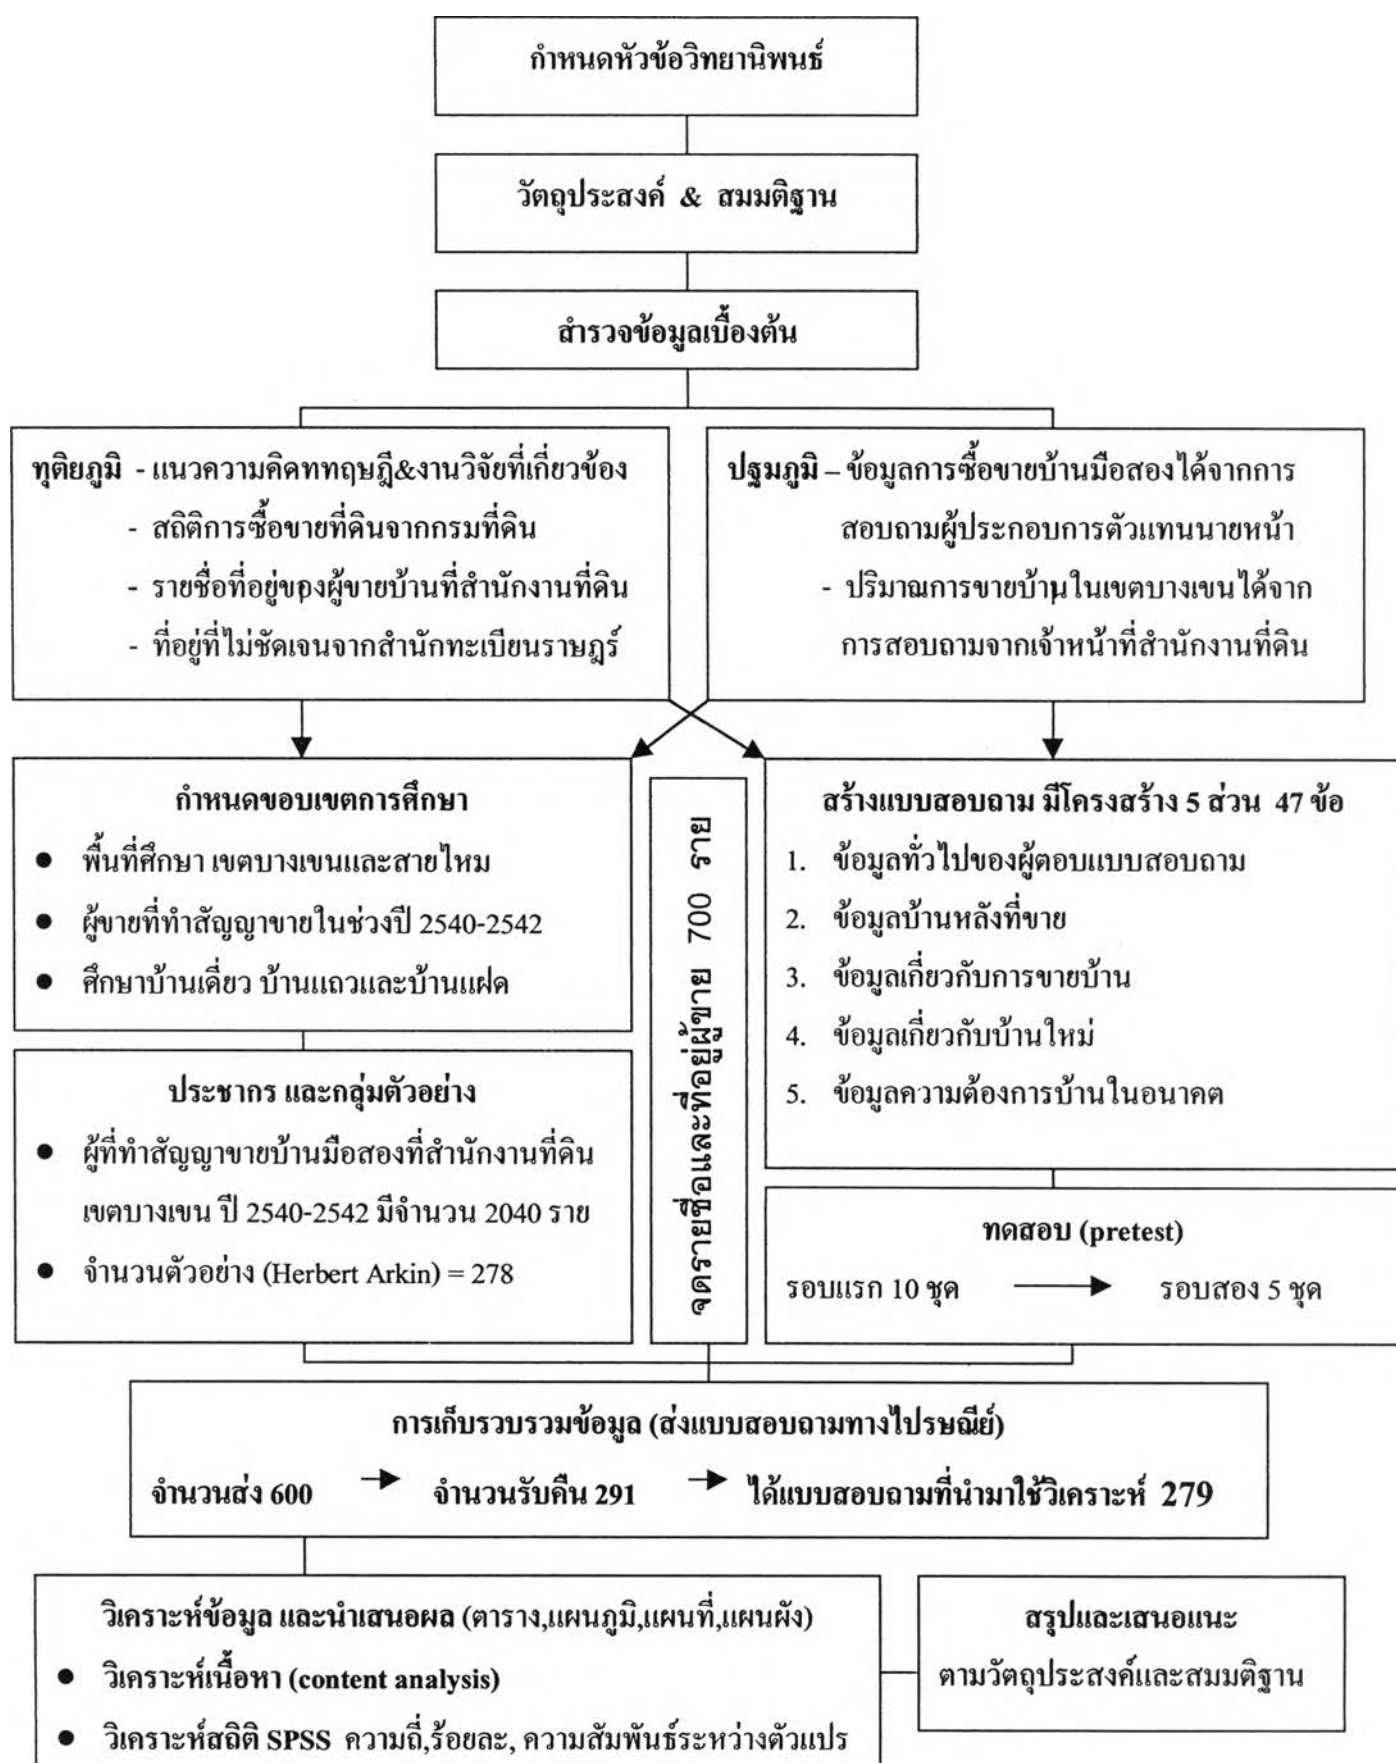 กำหนดหัวข้อวิทยานิพนธ์
วัตถุประสงค์ & สมมติฐาน
สำรวจข้อมูลเบื้องต้น
ทุติยภูมิ - แนวความคิดททฤษฎี&งานวิจัยที่เกี่ยวข้อง
- สถิติการซื้อขายที่ดินจากกรมที่ดิน
- รายชื่อที่อยู่ของผู้ขายบ้านที่สำนักงานที่ดิน
- ที่อยู่ที่ไม่ชัดเจนจากสำนักทะเบียนราษฎร์
ปฐมภูมิ – ข้อมูลการซื้อขายบ้านมือสองได้จากการ
สอบถามผู้ประกอบการตัวแทนนายหน้า
- ปริมาณการขายบ้านในเขตบางเขนได้จาก
การสอบถามจากเจ้าหน้าที่สำนักงานที่ดิน
กำหนดขอบเขตการศึกษา
● พื้นที่ศึกษา เขตบางเขนและสายไหม
● ผู้ขายที่ทำสัญญาขายในช่วงปี 2540-2542
● ศึกษาบ้านเดี่ยว บ้านแถวและบ้านแฝด
ประชากร และกลุ่มตัวอย่าง
● ผู้ที่ทำสัญญาขายบ้านมือสองที่สำนักงานที่ดิน
เขตบางเขน ปี 2540-2542 มีจำนวน 2040 ราย
● จำนวนตัวอย่าง (Herbert Arkin) = 278
จดรายชื่อและที่อยู่ผู้ขาย 700 ราย
สร้างแบบสอบถาม มีโครงสร้าง 5 ส่วน 47 ข้อ
1. ข้อมูลทั่วไปของผู้ตอบแบบสอบถาม
2. ข้อมูลบ้านหลังที่ขาย
3. ข้อมูลเกี่ยวกับการขายบ้าน
4. ข้อมูลเกี่ยวกับบ้านใหม่
5. ข้อมูลความต้องการบ้านในอนาคต
ทดสอบ (pretest)
รอบแรก 10 ชุด → รอบสอง 5 ชุด
การเก็บรวบรวมข้อมูล (ส่งแบบสอบถามทางไปรษณีย์)
จำนวนส่ง 600 → จำนวนรับคืน 291 → ได้แบบสอบถามที่นำมาใช้วิเคราะห์ 279
วิเคราะห์ข้อมูล และนำเสนอผล (ตาราง,แผนภูมิ,แผนที่,แผนผัง)
● วิเคราะห์เนื้อหา (content analysis)
● วิเคราะห์สถิติ SPSS ความถี่,ร้อยละ, ความสัมพันธ์ระหว่างตัวแปร
สรุปและเสนอแนะ
ตามวัตถุประสงค์และสมมติฐาน